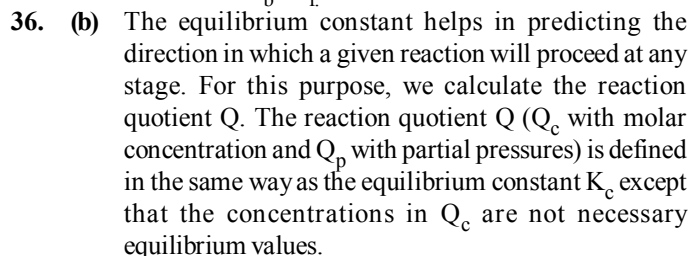 36. (b) The equilibrium constant helps in predicting the
direction in which a given reaction will proceed at any
stage. For this purpose, we calculate the reaction
quotient Q. The reaction quotient Q (Qc with molar
concentration and Qp with partial pressures) is defined
in the same way as the equilibrium constant Kc except
that the concentrations in Qc are not necessary
equilibrium values.